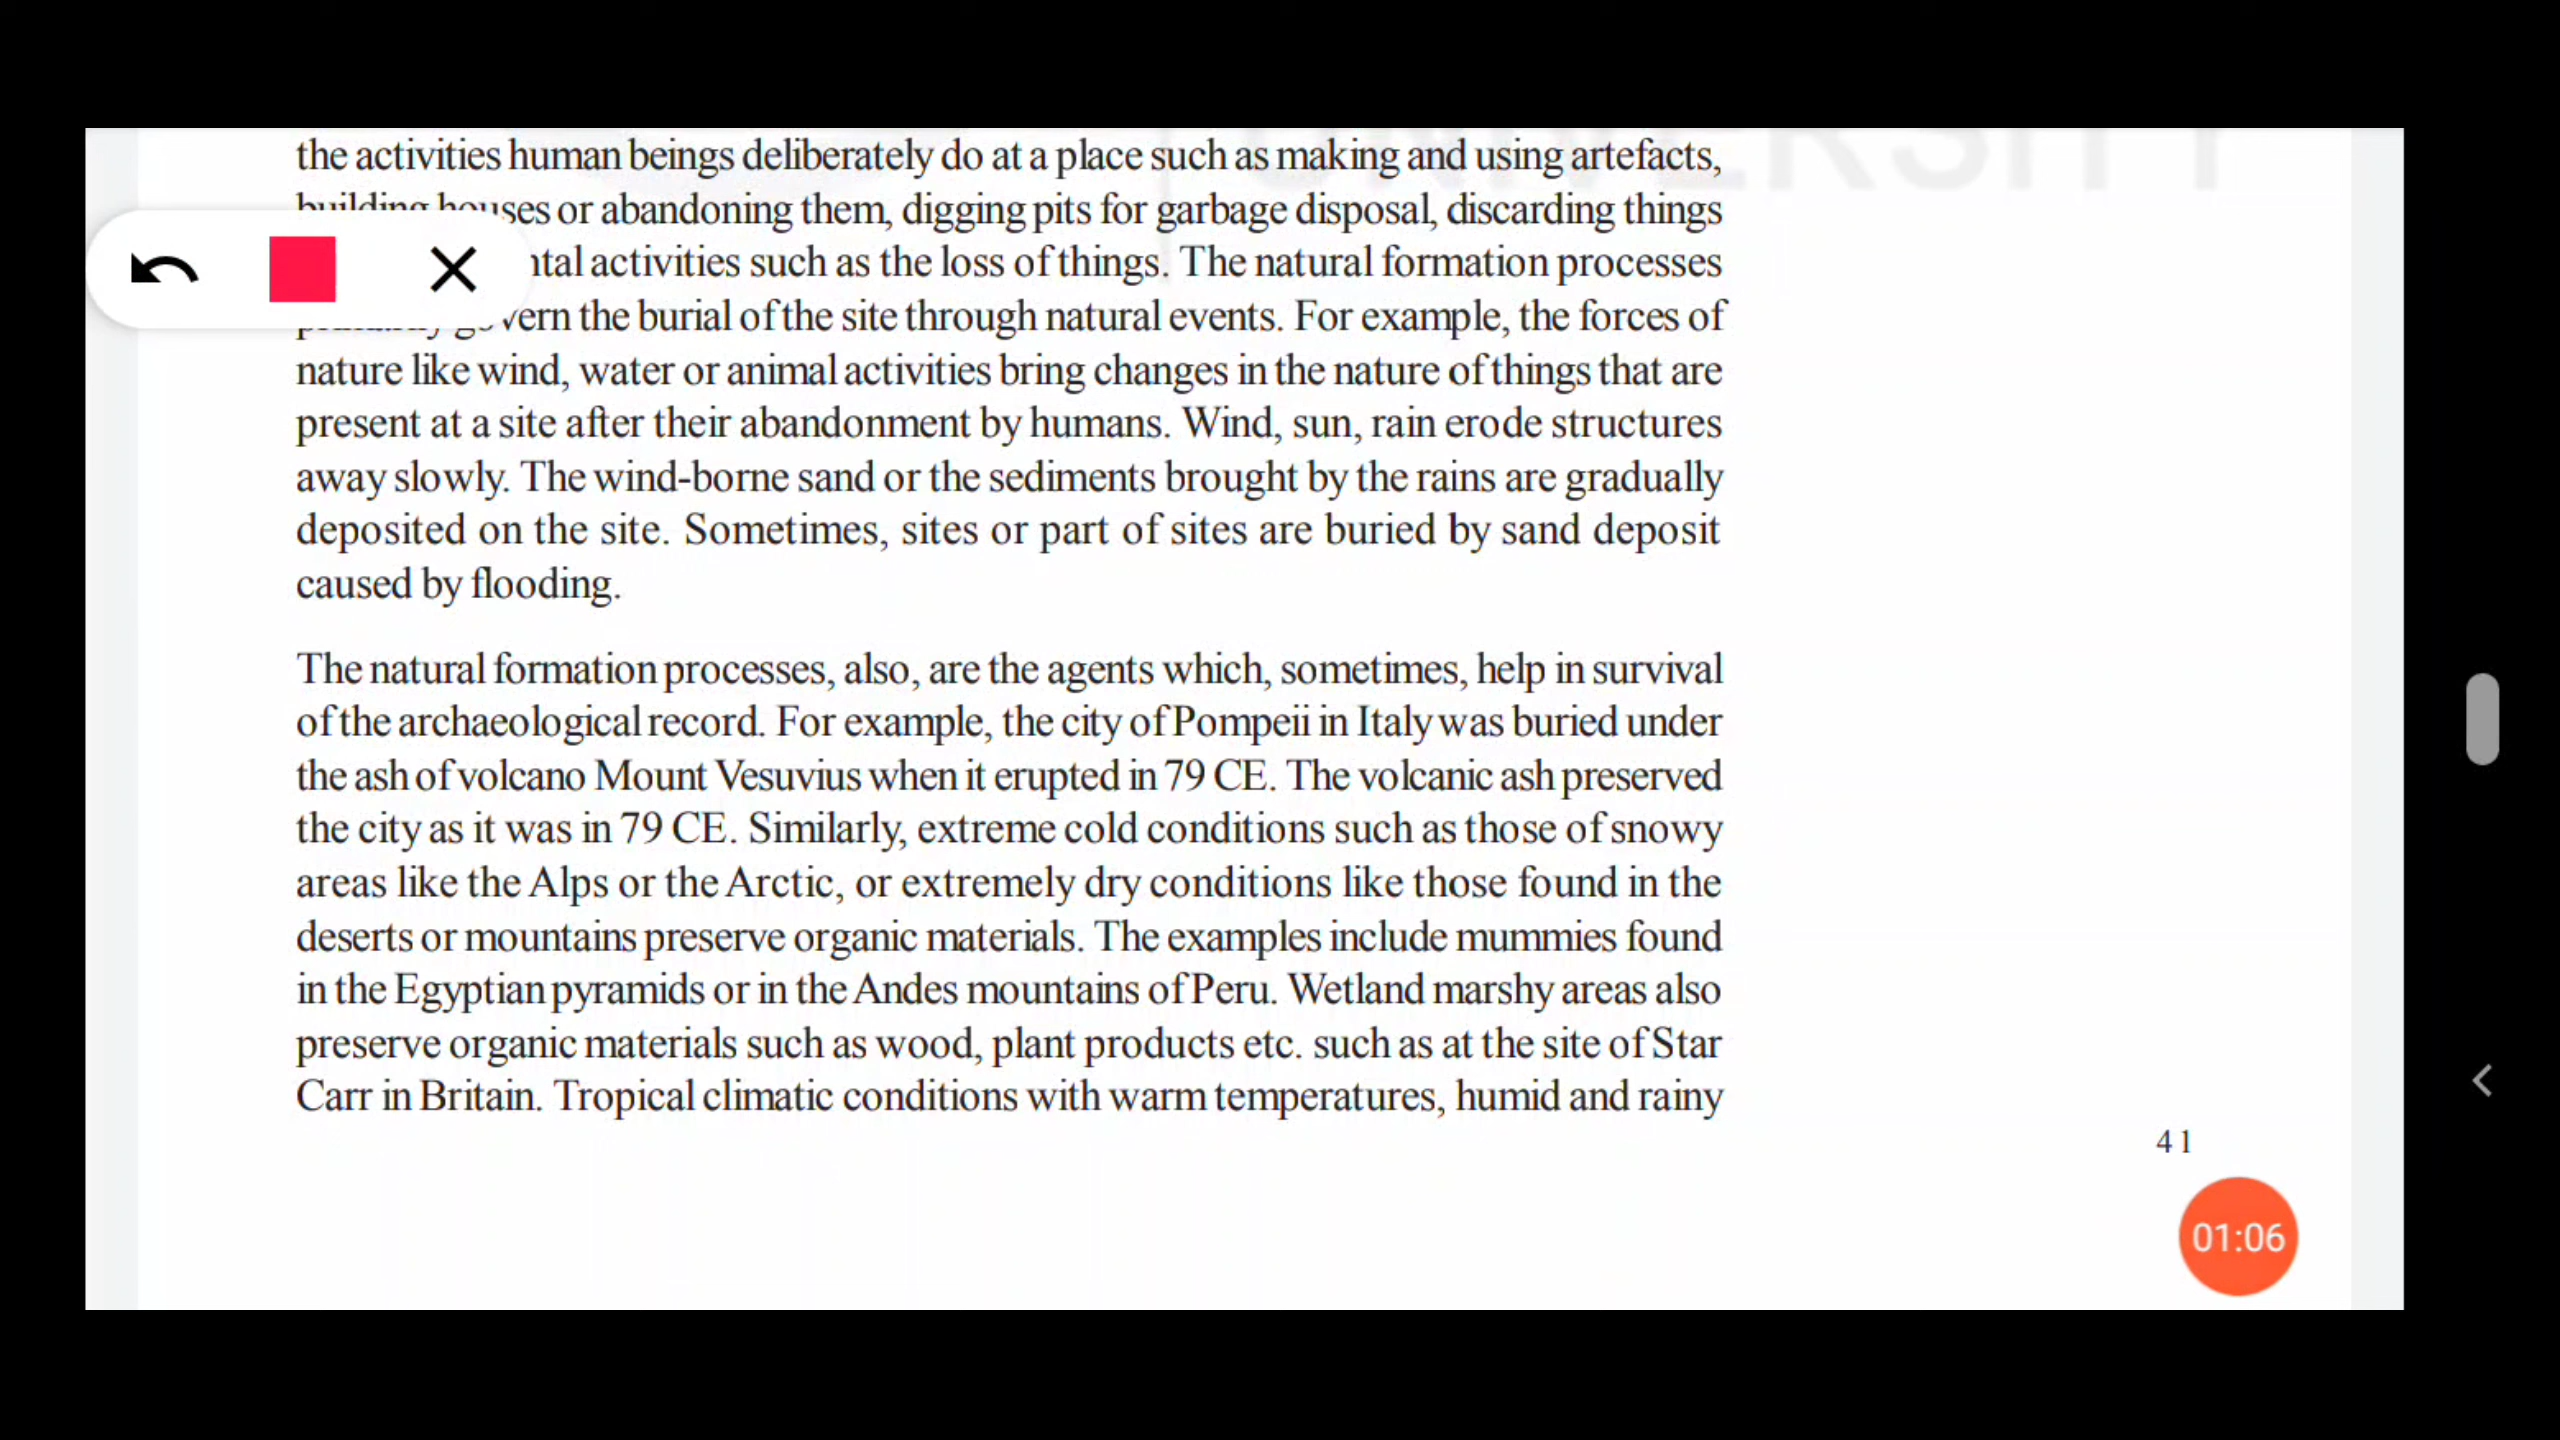 UNIVERSITY
the activities human beings deliberately do at a place such as making and using artefacts,
building houses or abandoning them, digging pits for garbage disposal, discarding things
activities such as the loss of things. The natural formation processes
govern the burial of the site through natural events. For example, the forces of
nature like wind, water or animal activities bring changes in the nature of things that are
present at a site after their abandonment by humans. Wind, sun, rain erode structures
away slowly. The wind-borne sand or the sediments brought by the rains are gradually
deposited on the site. Sometimes, sites or part of sites are buried by sand deposit
caused by flooding.
The natural formation processes, also, are the agents which, sometimes, help in survival
of the archaeological record. For example, the city of Pompeii in Italy was buried under
the ash of volcano Mount Vesuvius when it erupted in 79 CE. The volcanic ash preserved
the city as it was in 79 CE. Similarly, extreme cold conditions such as those of snowy
areas like the Alps or the Arctic, or extremely dry conditions like those found in the
deserts or mountains preserve organic materials. The examples include mummies found
in the Egyptian pyramids or in the Andes mountains of Peru. Wetland marshy areas also
preserve organic materials such as wood, plant products etc. such as at the site of Star
Carr in Britain. Tropical climatic conditions with warm temperatures, humid and rainy
41
01:06